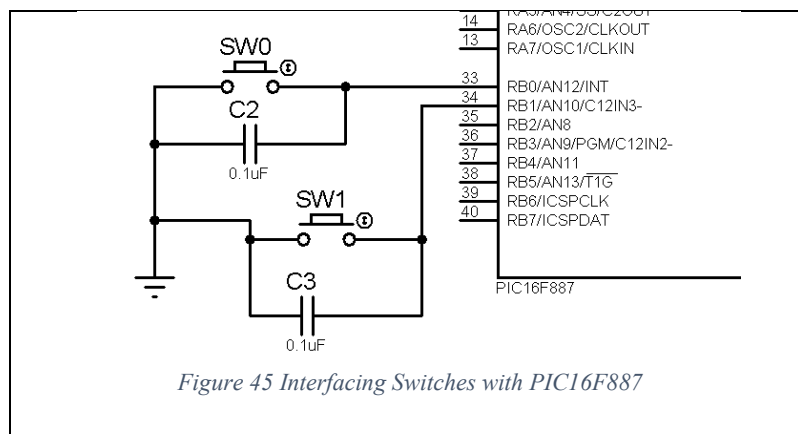 14
RA6/OSC2/CLKOUT
13
RA7/OSC1/CLKIN
SW0
33
RB0/AN12/INT
34
RB1/AN10/C12IN3-
C2
35
RB2/AN8
36
RB3/AN9/PGM/C12IN2-
0.1uF
37
RB4/AN11
38
RB5/AN13/T1G
SW1
39
RB6/ICSPCLK
40
RB7/ICSPDAT
C3
PIC16F887
0.1uF
Figure 45 Interfacing Switches with PIC16F887